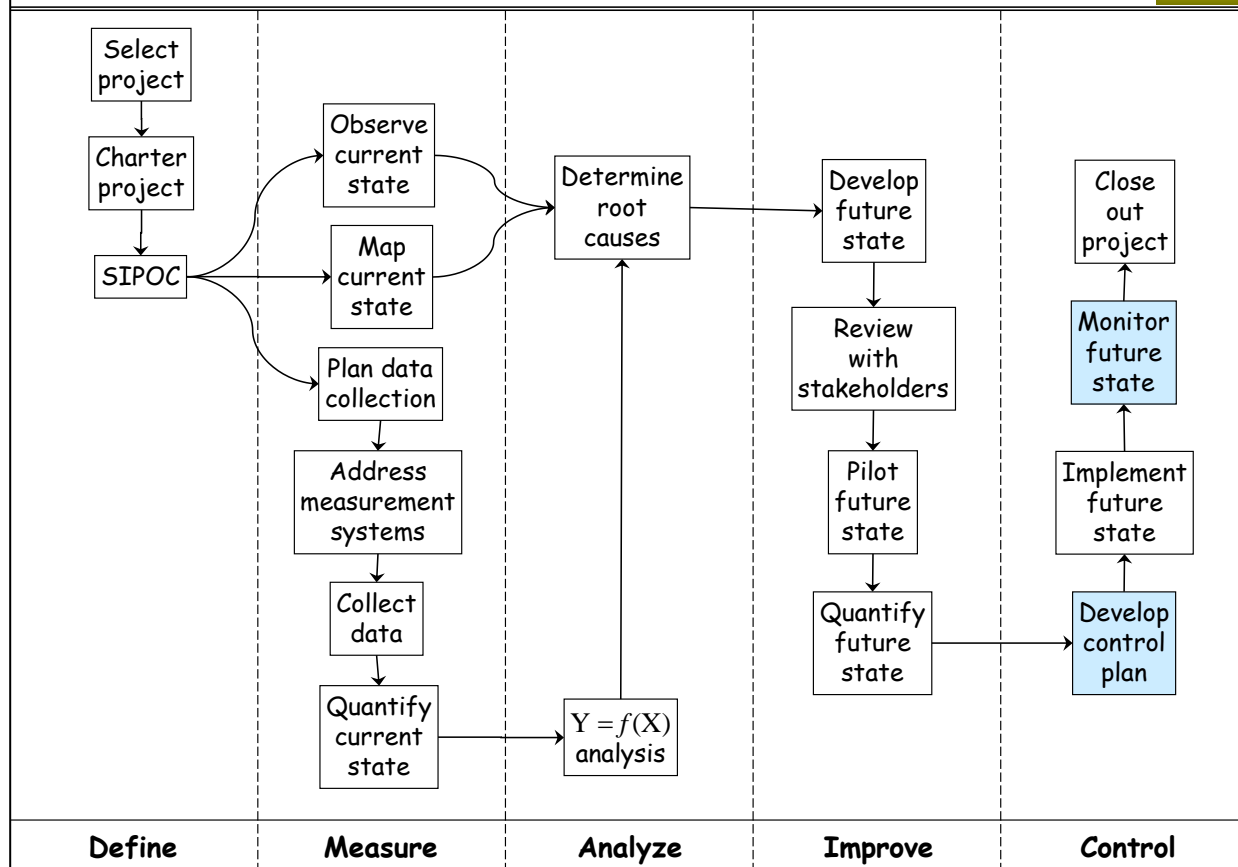 Select
project
Charter
project
SIPOC
Observe
current
state
Map
current
state
Plan data
collection
Address
measurement
systems
Collect
data
Quantify
current
state
Determine
root
causes
Y = f(X)
analysis
Develop
future
state
Review
with
stakeholders
Pilot
future
state
Quantify
future
state
Close
out
project
Monitor
future
state
Implement
future
state
Develop
control
plan
Define
Measure
Analyze
Improve
Control